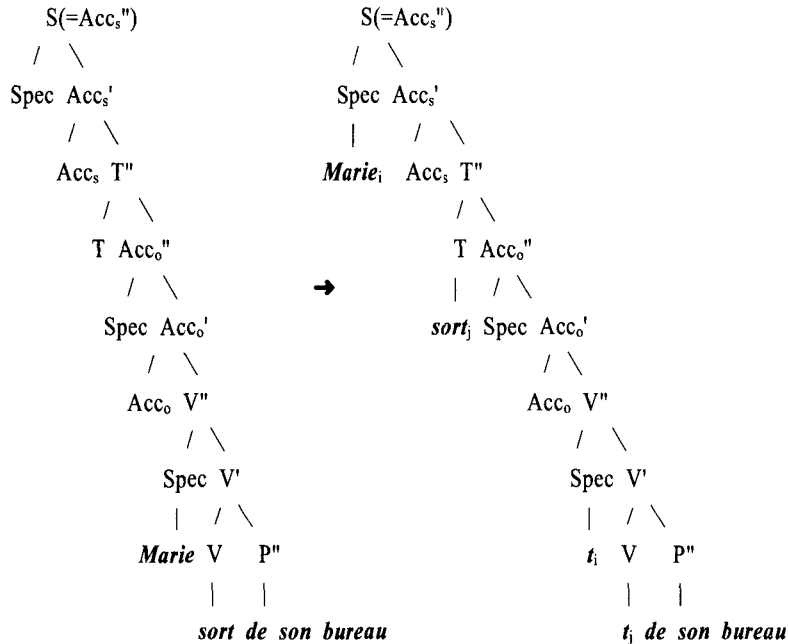 S(=Accs") S(=Accs")
Spec Accs' Spec Accs'
Accs T" Mariei Accs T"
T Acco" T Acco"
➔
Spec Acco' sortj Spec Acco'
Acco V" Acco V"
Spec V' Spec V'
Marie V P" ti V P"
sort de son bureau tj de son bureau